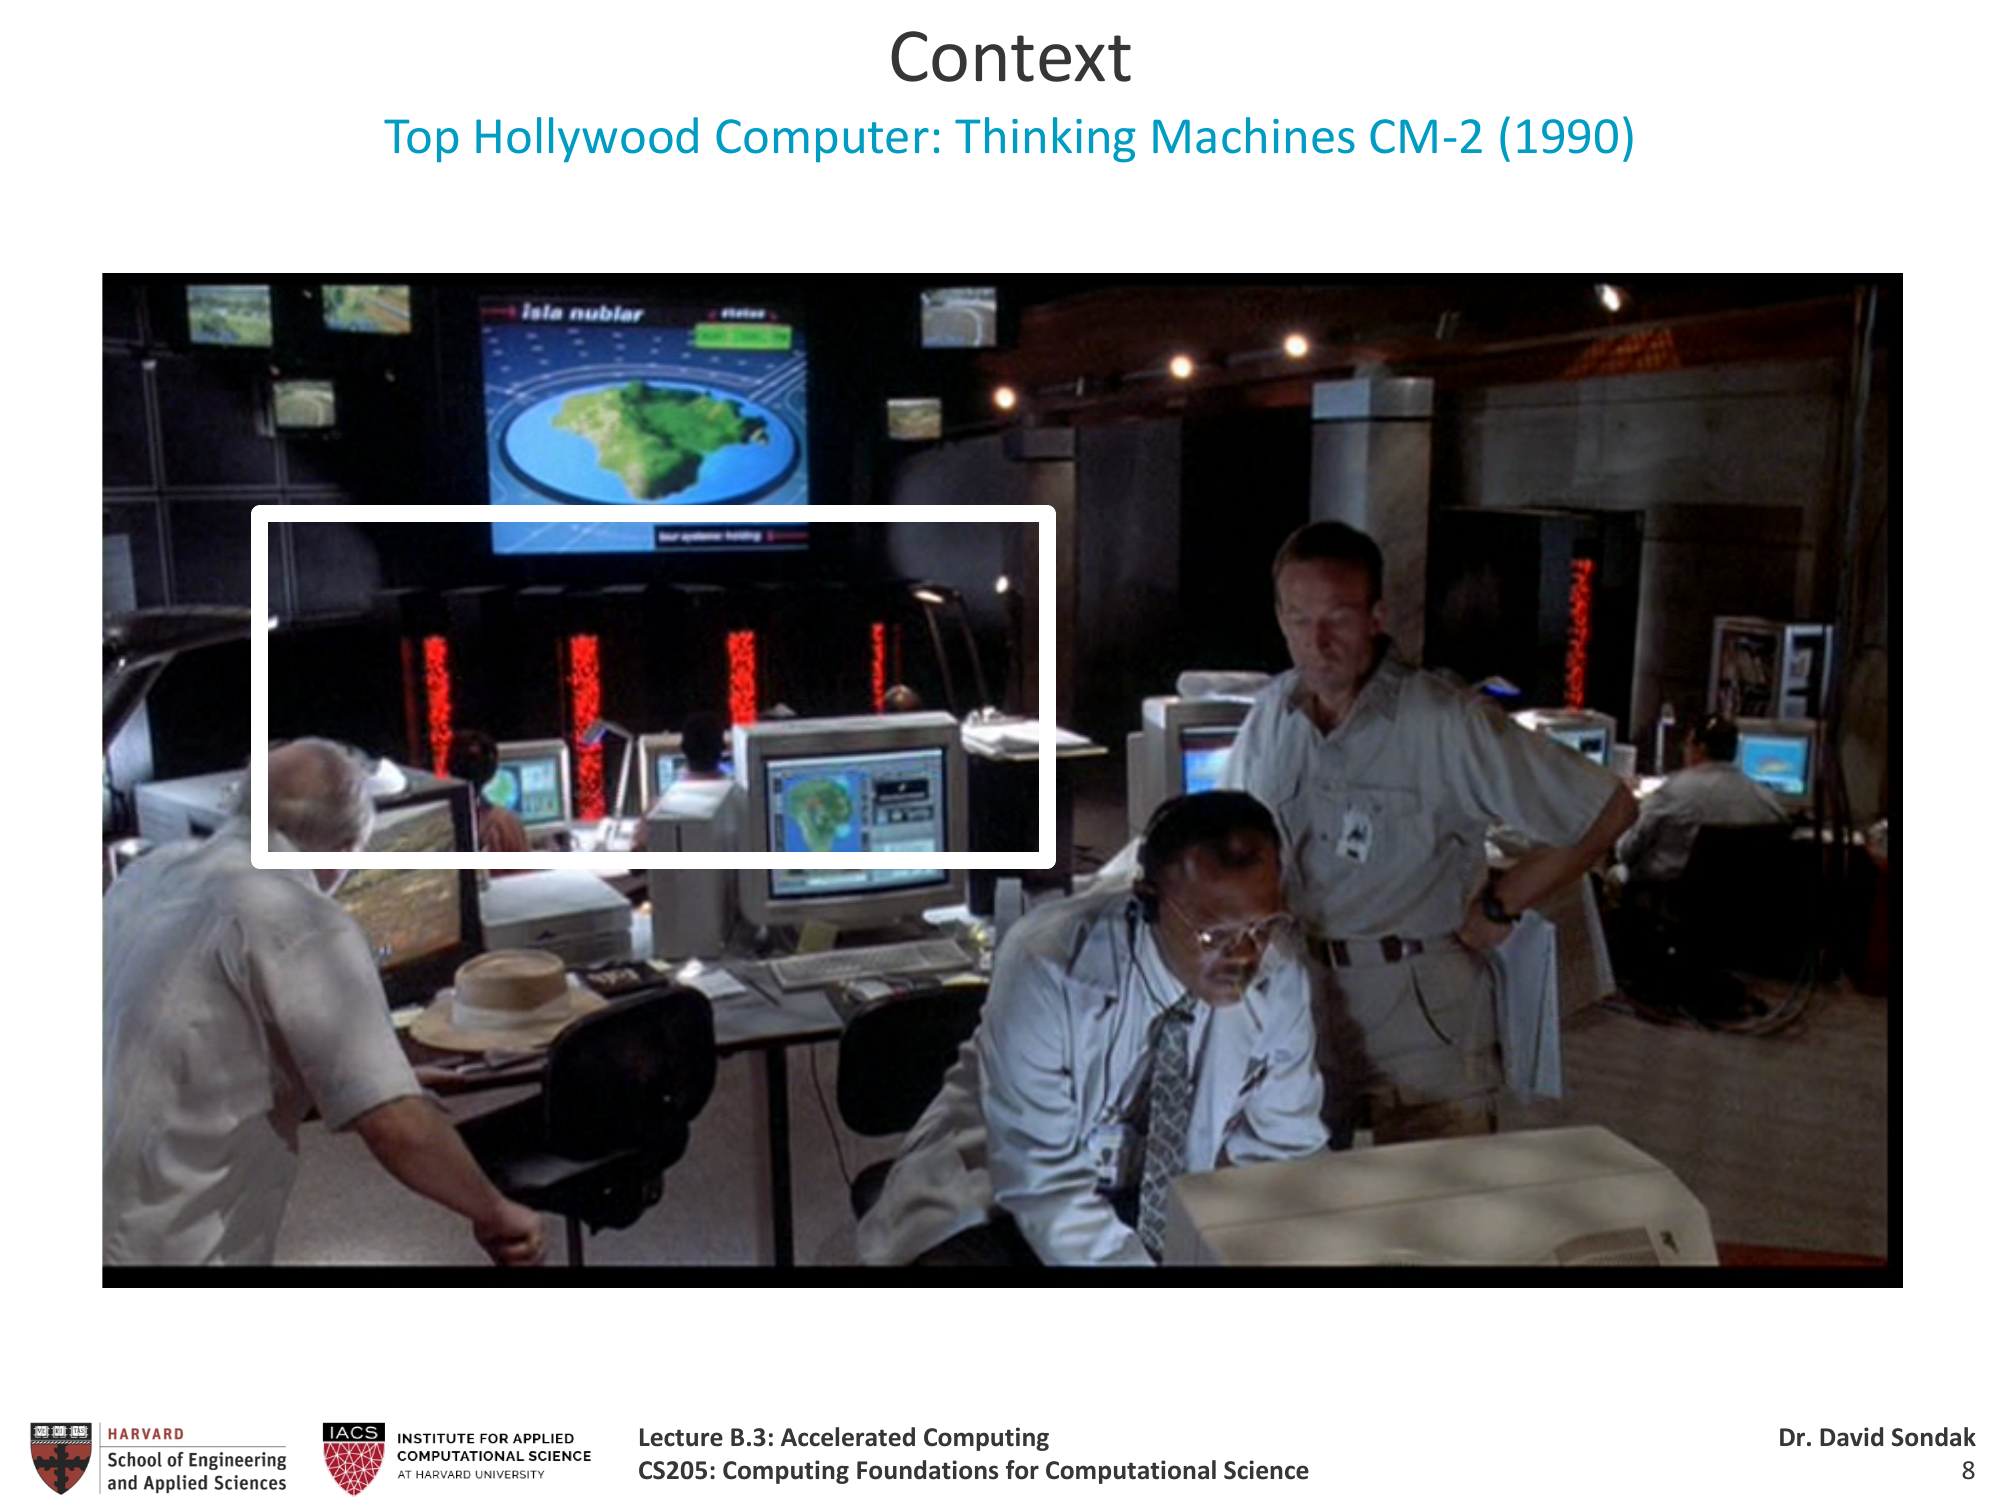 Context
Top Hollywood Computer: Thinking Machines CM-2 (1990)
isla nublar
status
HARVARD
School of Engineering
and Applied Sciences
IACS
INSTITUTE FOR APPLIED
COMPUTATIONAL SCIENCE
AT HARVARD UNIVERSITY
Lecture B.3: Accelerated Computing
CS205: Computing Foundations for Computational Science
Dr. David Sondak
8